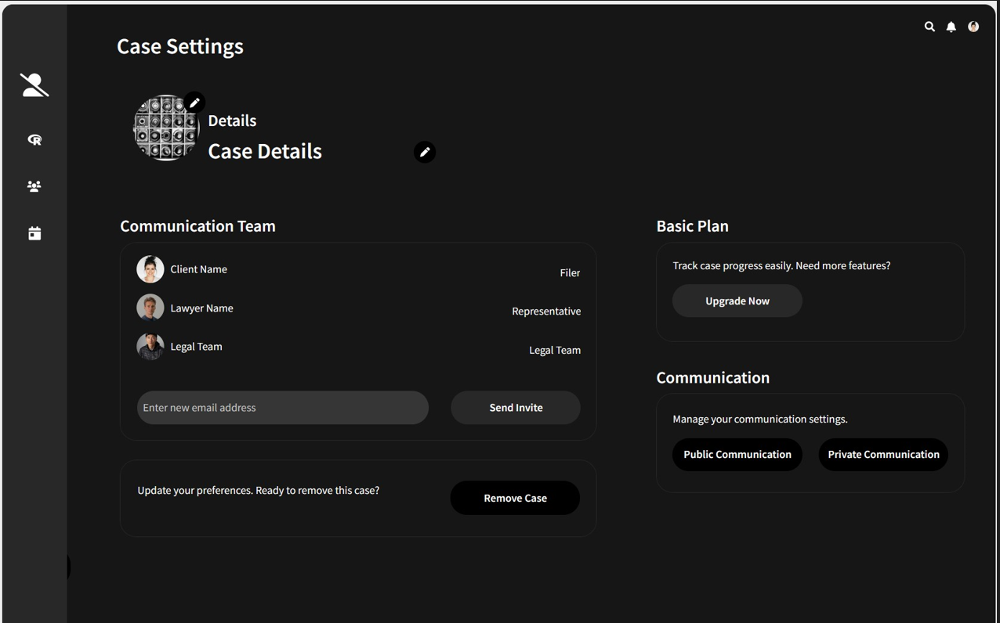 Case Settings
Details
Case Details
Communication Team
Client Name
Filer
Lawyer Name
Representative
Legal Team
Legal Team
Enter new email address
Send Invite
Update your preferences. Ready to remove this case?
Remove Case
Basic Plan
Track case progress easily. Need more features?
Upgrade Now
Communication
Manage your communication settings.
Public Communication
Private Communication